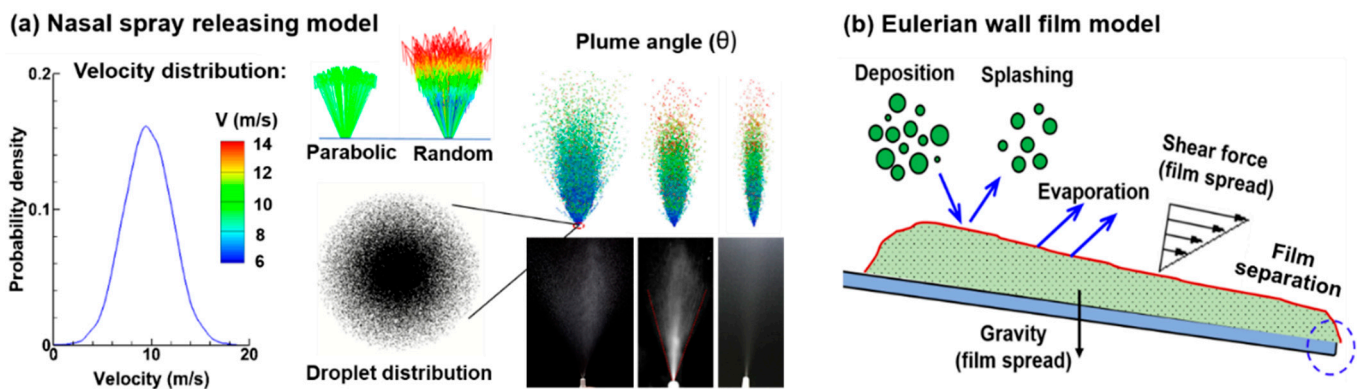 (a) Nasal spray releasing model
Velocity distribution:
0.2
0.1
0
Probability density
0
10
20
Velocity (m/s)
V (m/s)
14
12
10
8
6
Parabolic
Random
Droplet distribution
Plume angle (θ)
(b) Eulerian wall film model
Deposition
Splashing
Evaporation
Shear force
(film spread)
Film
separation
Gravity
(film spread)